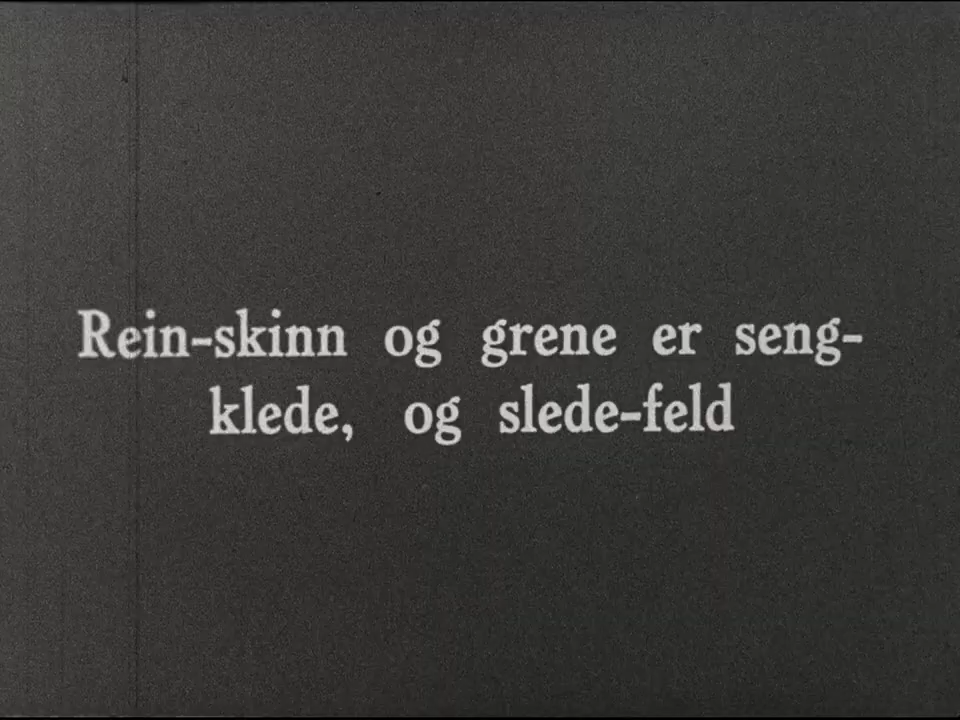 Rein-skinn og grene er seng-
klede, og slede-feld